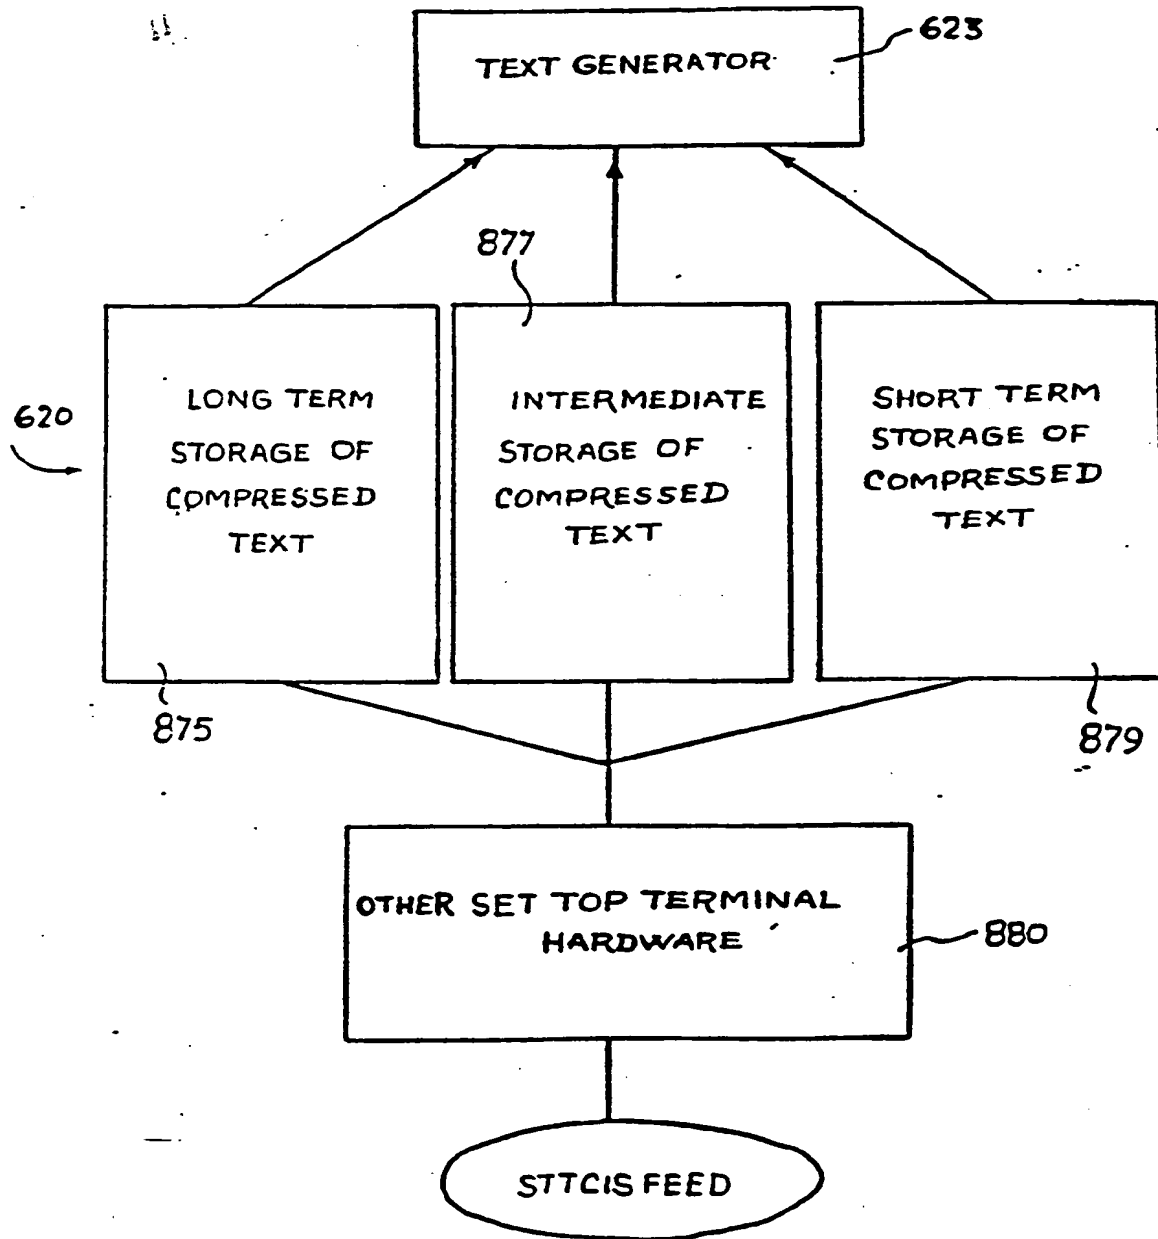 623
TEXT GENERATOR
877
620
LONG TERM
STORAGE OF
COMPRESSED
TEXT
INTERMEDIATE
STORAGE OF
COMPRESSED
TEXT
SHORT TERM
STORAGE OF
COMPRESSED
TEXT
875
879
OTHER SET TOP TERMINAL
HARDWARE
880
STTCIS FEED